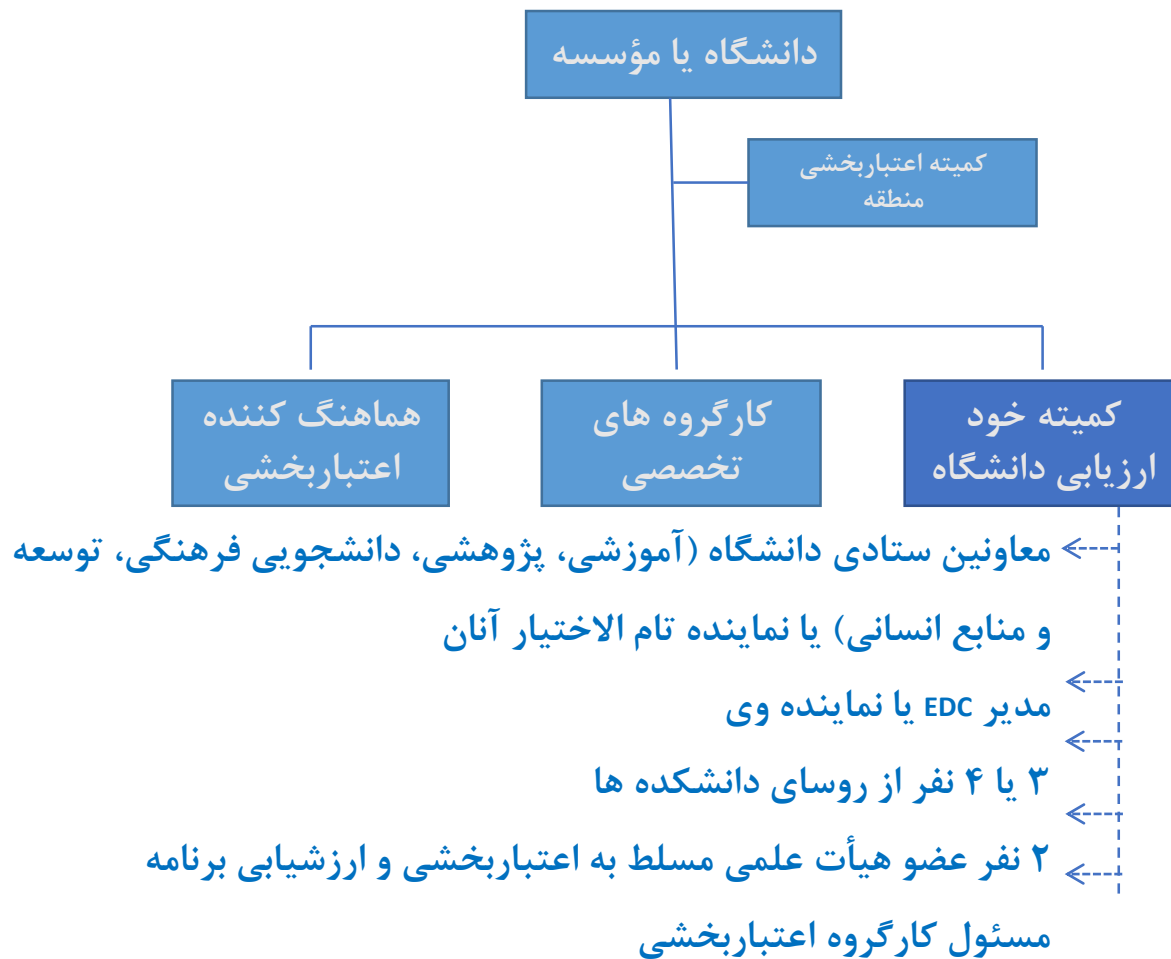 دانشگاه یا مؤسسه
کمیته اعتباربخشی
منطقه
کمیته خود
ارزیابی دانشگاه
کارگروه های
تخصصی
هماهنگ کننده
اعتباربخشی
معاونین ستادی دانشگاه (آموزشی، پژوهشی، دانشجویی فرهنگی، توسعه
و منابع انسانی) یا نماینده تام الاختیار آنان
مدیر EDC یا نماینده وی
۳ یا ۴ نفر از روسای دانشکده ها
۲ نفر عضو هیأت علمی مسلط به اعتباربخشی و ارزشیابی برنامه
مسئول کارگروه اعتباربخشی